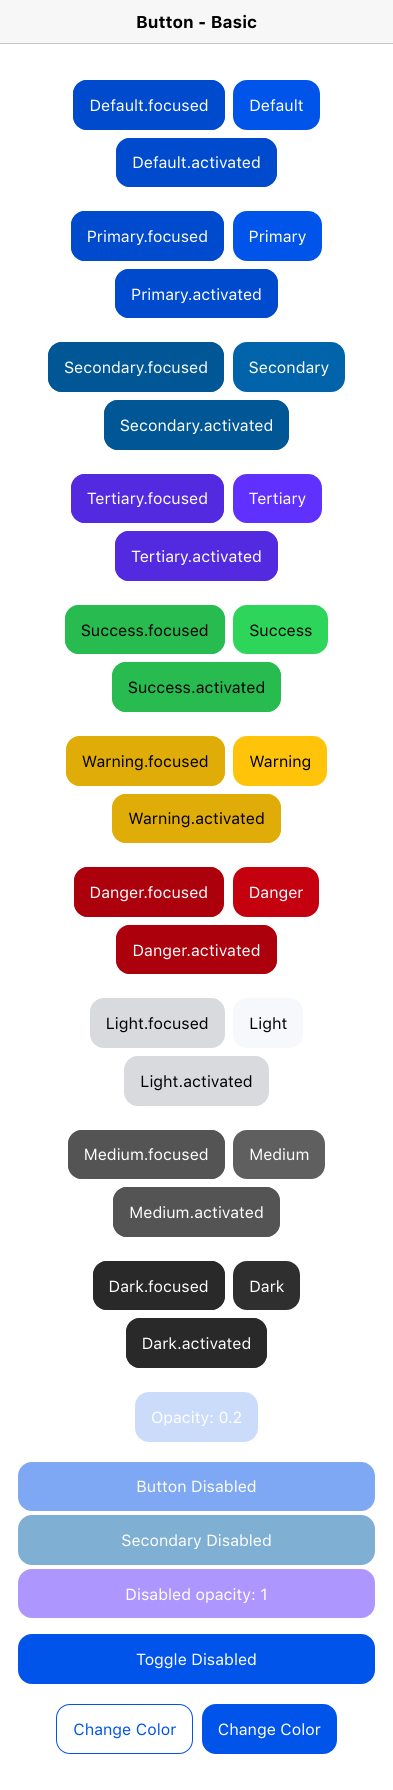 Button - Basic
Default.focused Default
Default.activated
Primary.focused Primary
Primary.activated
Secondary.focused Secondary
Secondary.activated
Tertiary.focused Tertiary
Tertiary.activated
Success.focused Success
Success.activated
Warning.focused Warning
Warning.activated
Danger.focused Danger
Danger.activated
Light.focused Light
Light.activated
Medium.focused Medium
Medium.activated
Dark.focused Dark
Dark.activated
Opacity: 0.2
Button Disabled
Secondary Disabled
Disabled opacity: 1
Toggle Disabled
Change Color Change Color